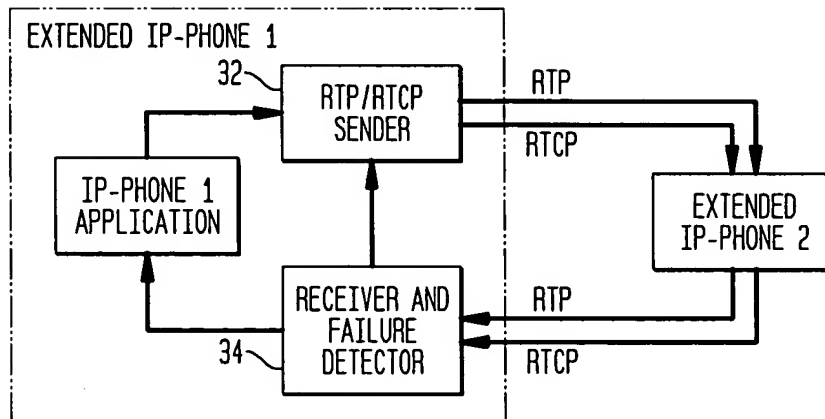 EXTENDED IP-PHONE 1
32
RTP/RTCP
SENDER
RTP
RTCP
IP-PHONE 1
APPLICATION
EXTENDED
IP-PHONE 2
RECEIVER AND
FAILURE
DETECTOR
34
RTP
RTCP